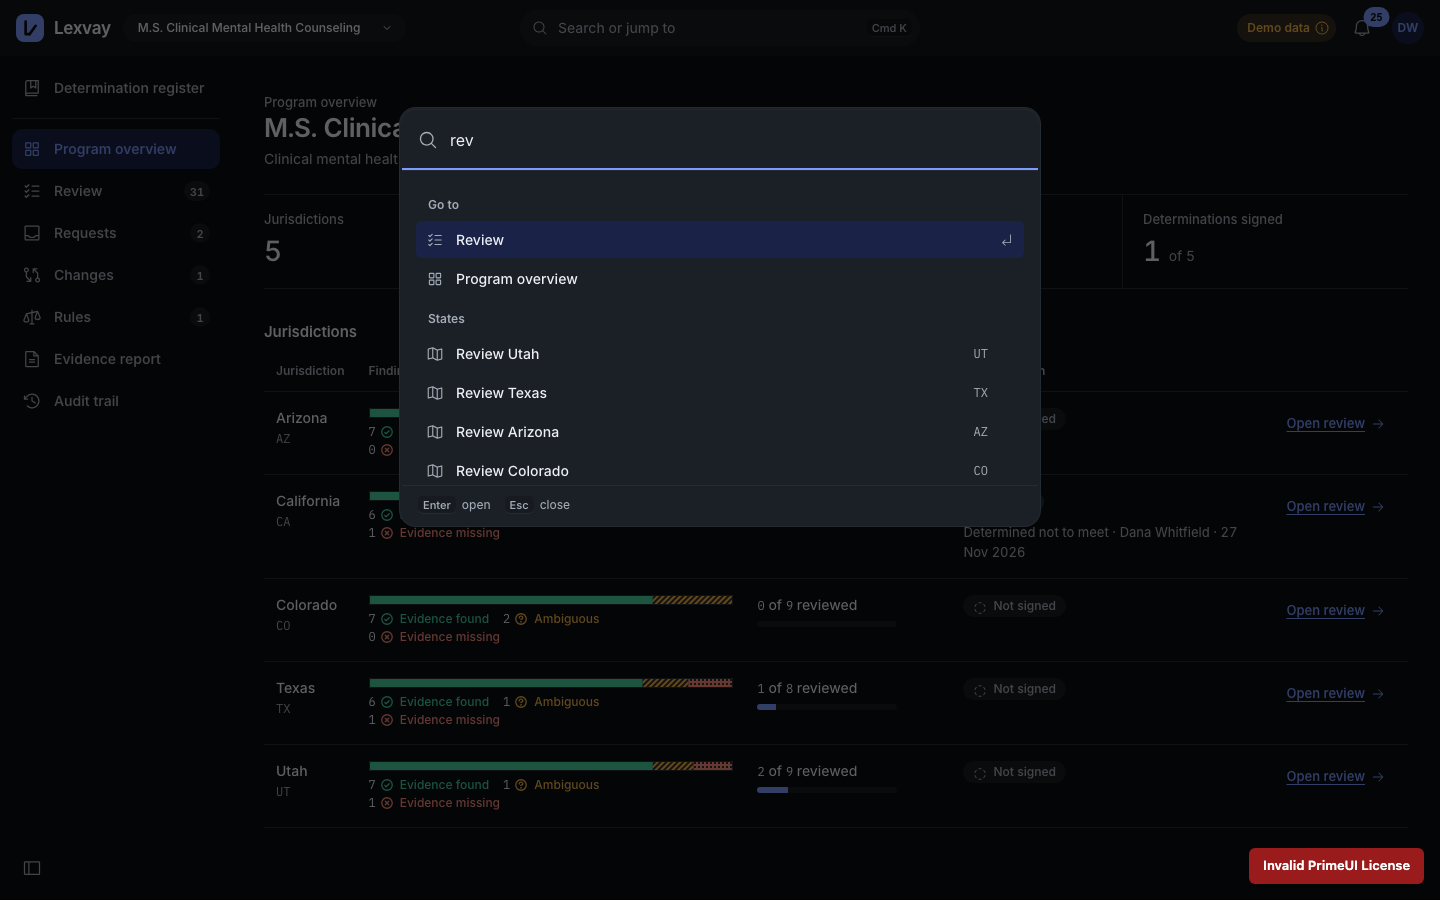 Lexvay
M.S. Clinical Mental Health Counseling
Search or jump to
Cmd K
Demo data
25
DW
Determination register
Program overview
Review 31
Requests 2
Changes 1
Rules 1
Evidence report
Audit trail
Program overview
M.S. Clinica
Clinical mental healt
Jurisdictions
5
Determinations signed
1 of 5
rev
Go to
Review
Program overview
States
Review Utah UT
Review Texas TX
Review Arizona AZ
Review Colorado CO
Enter open Esc close
Jurisdictions
Jurisdiction
Arizona
AZ
7
0
Open review
California
CA
6
1 Evidence missing
Determined not to meet · Dana Whitfield · 27
Nov 2026
Open review
Colorado
CO
7 Evidence found 2 Ambiguous
0 Evidence missing
0 of 9 reviewed
Not signed
Open review
Texas
TX
6 Evidence found 1 Ambiguous
1 Evidence missing
1 of 8 reviewed
Not signed
Open review
Utah
UT
7 Evidence found 1 Ambiguous
1 Evidence missing
2 of 9 reviewed
Not signed
Open review
Invalid PrimeUI License